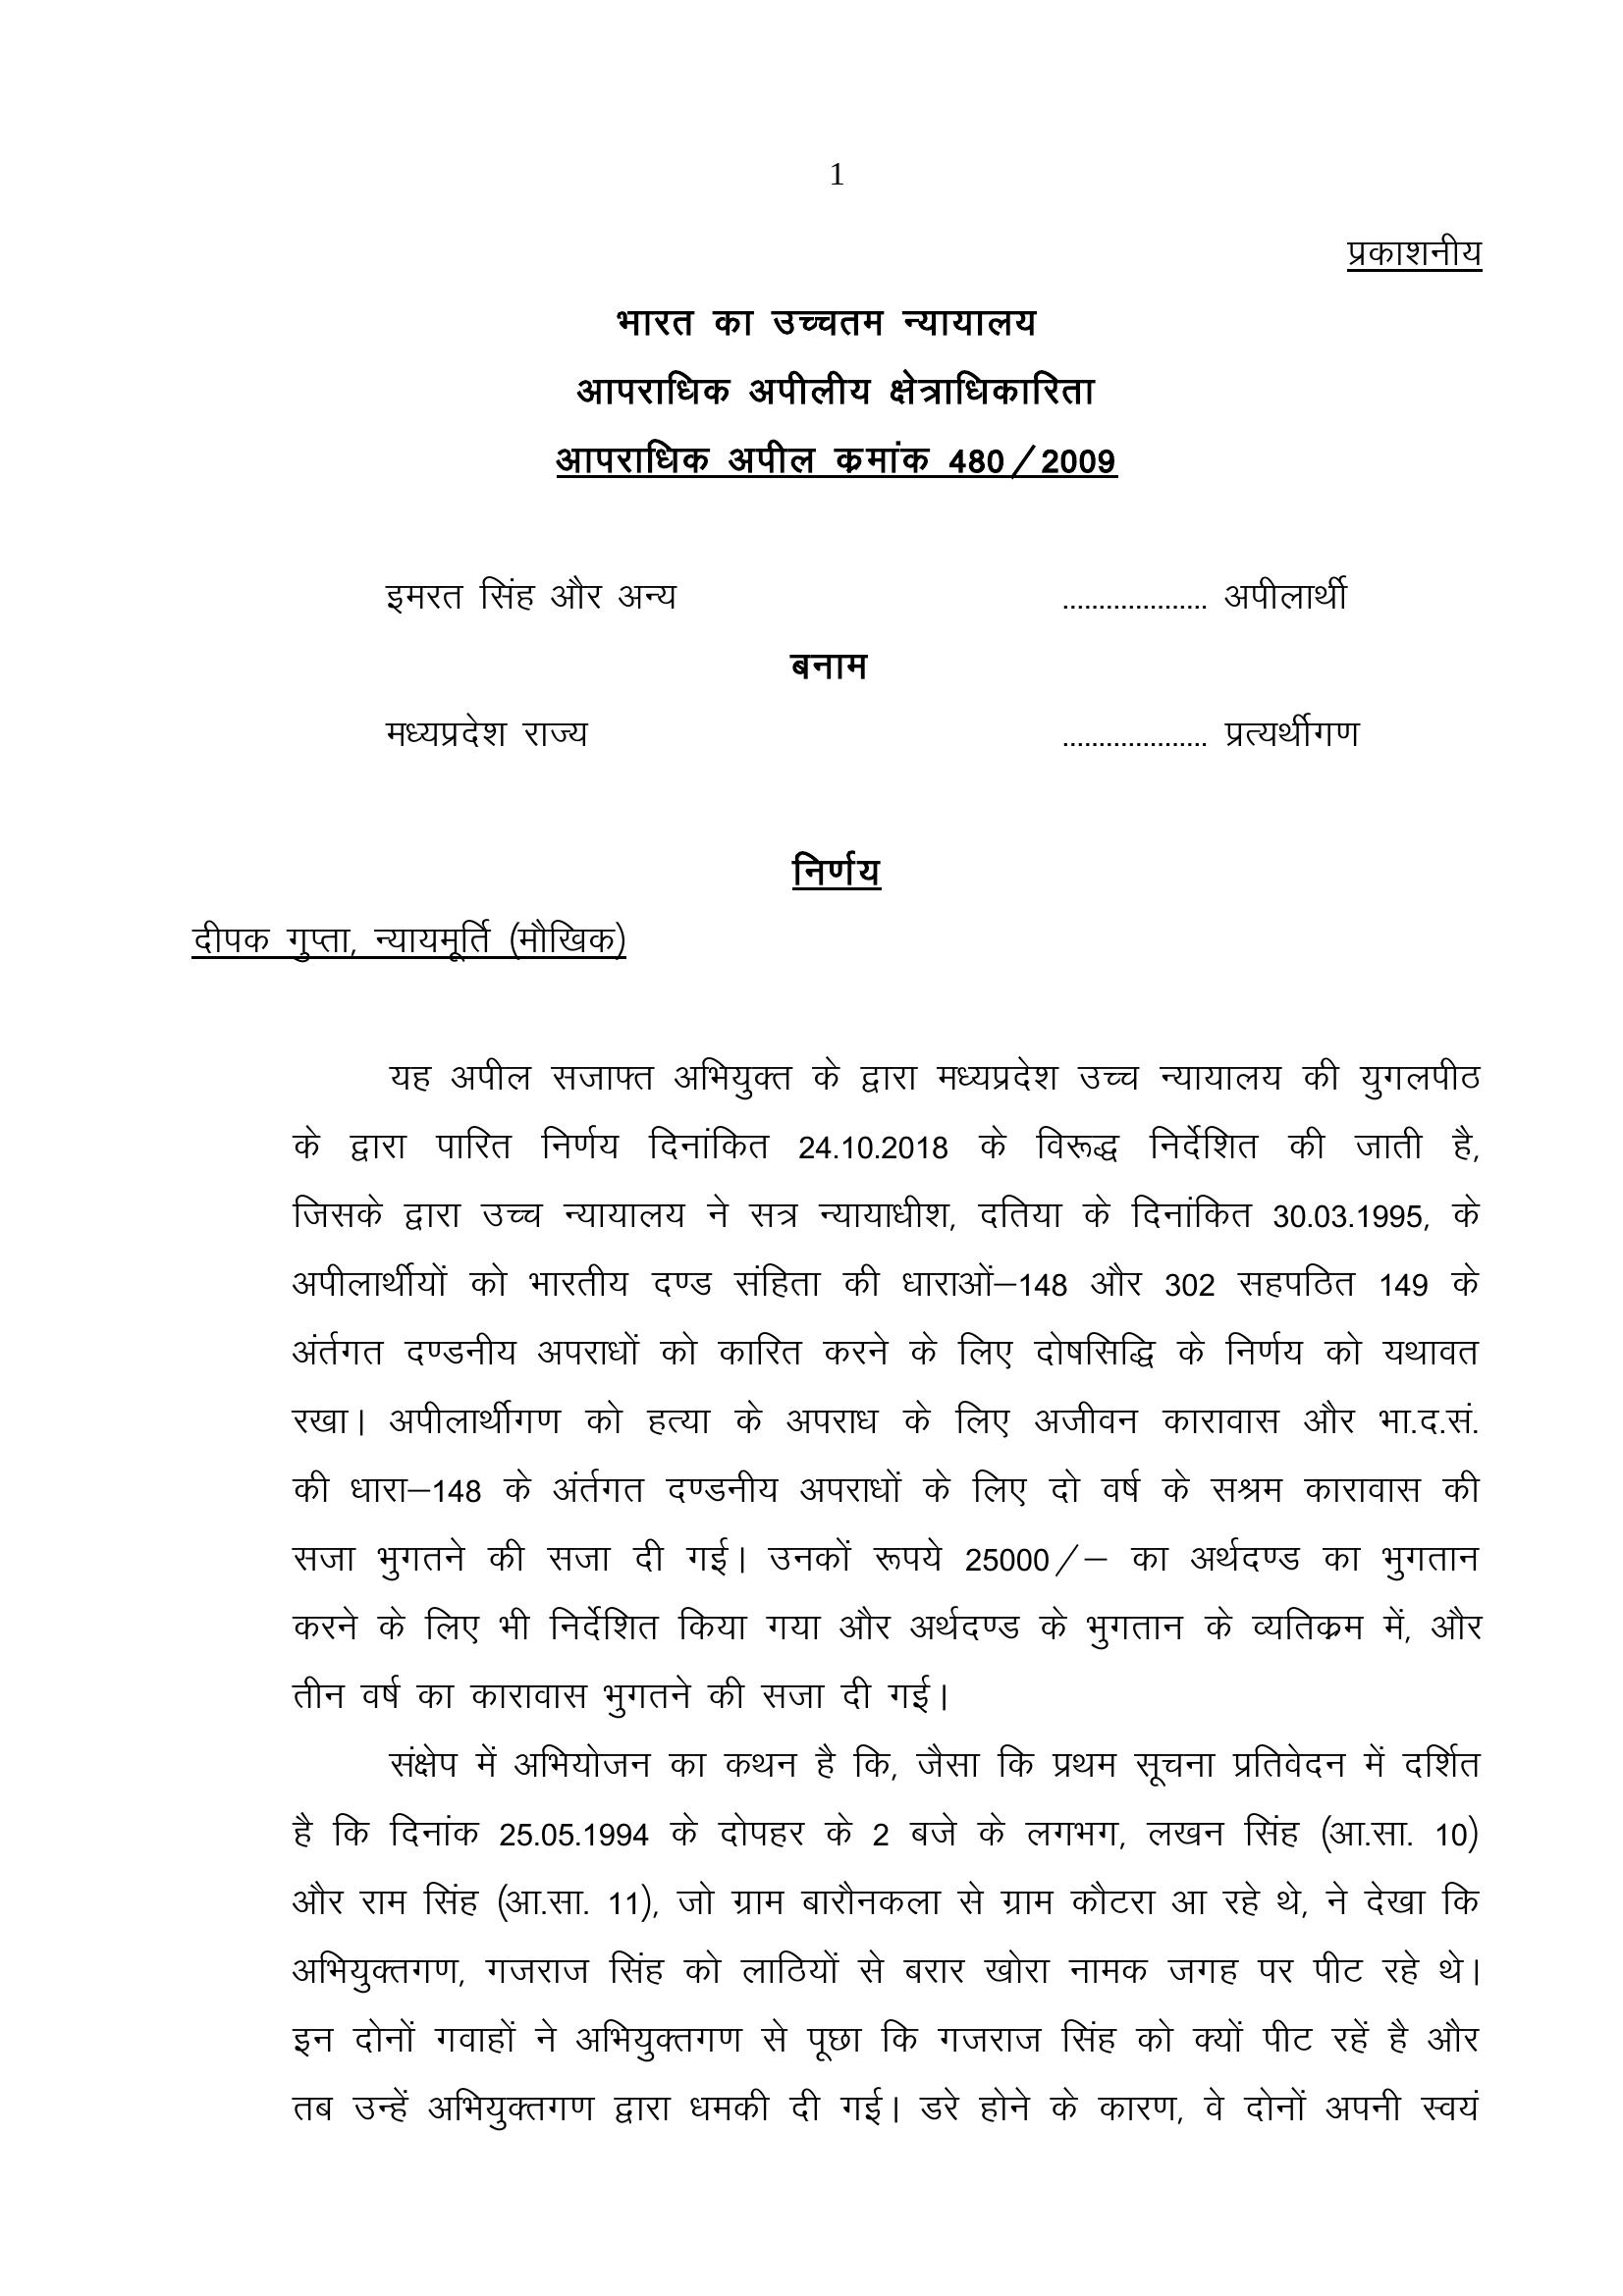 1
प्रकाशनीय
भारत का उच्चतम न्यायालय
आपराधिक अपीलीय क्षेत्राधिकारिता
आपराधिक अपील क्रमांक 480/2009
इमरत सिंह और अन्य .................... अपीलार्थी
बनाम
मध्यप्रदेश राज्य .................... प्रत्यर्थीगण
निर्णय
दीपक गुप्ता, न्यायमूर्ति (मौखिक)
यह अपील सजाफ्त अभियुक्त के द्वारा मध्यप्रदेश उच्च न्यायालय की युगलपीठ
के द्वारा पारित निर्णय दिनांकित 24.10.2018 के विरूद्ध निर्देशित की जाती है,
जिसके द्वारा उच्च न्यायालय ने सत्र न्यायाधीश, दतिया के दिनांकित 30.03.1995, के
अपीलार्थीयों को भारतीय दण्ड संहिता की धाराओं–148 और 302 सहपठित 149 के
अंर्तगत दण्डनीय अपराधों को कारित करने के लिए दोषसिद्धि के निर्णय को यथावत
रखा। अपीलार्थीगण को हत्या के अपराध के लिए अजीवन कारावास और भा.द.सं.
की धारा–148 के अंर्तगत दण्डनीय अपराधों के लिए दो वर्ष के सश्रम कारावास की
सजा भुगतने की सजा दी गई। उनकों रूपये 25000/– का अर्थदण्ड का भुगतान
करने के लिए भी निर्देशित किया गया और अर्थदण्ड के भुगतान के व्यतिक्रम में, और
तीन वर्ष का कारावास भुगतने की सजा दी गई।
संक्षेप में अभियोजन का कथन है कि, जैसा कि प्रथम सूचना प्रतिवेदन में दर्शित
है कि दिनांक 25.05.1994 के दोपहर के 2 बजे के लगभग, लखन सिंह (आ.सा. 10)
और राम सिंह (आ.सा. 11), जो ग्राम बारौनकला से ग्राम कौटरा आ रहे थे, ने देखा कि
अभियुक्तगण, गजराज सिंह को लाठियों से बरार खोरा नामक जगह पर पीट रहे थे।
इन दोनों गवाहों ने अभियुक्तगण से पूछा कि गजराज सिंह को क्यों पीट रहें है और
तब उन्हें अभियुक्तगण द्वारा धमकी दी गई। डरे होने के कारण, वे दोनों अपनी स्वयं